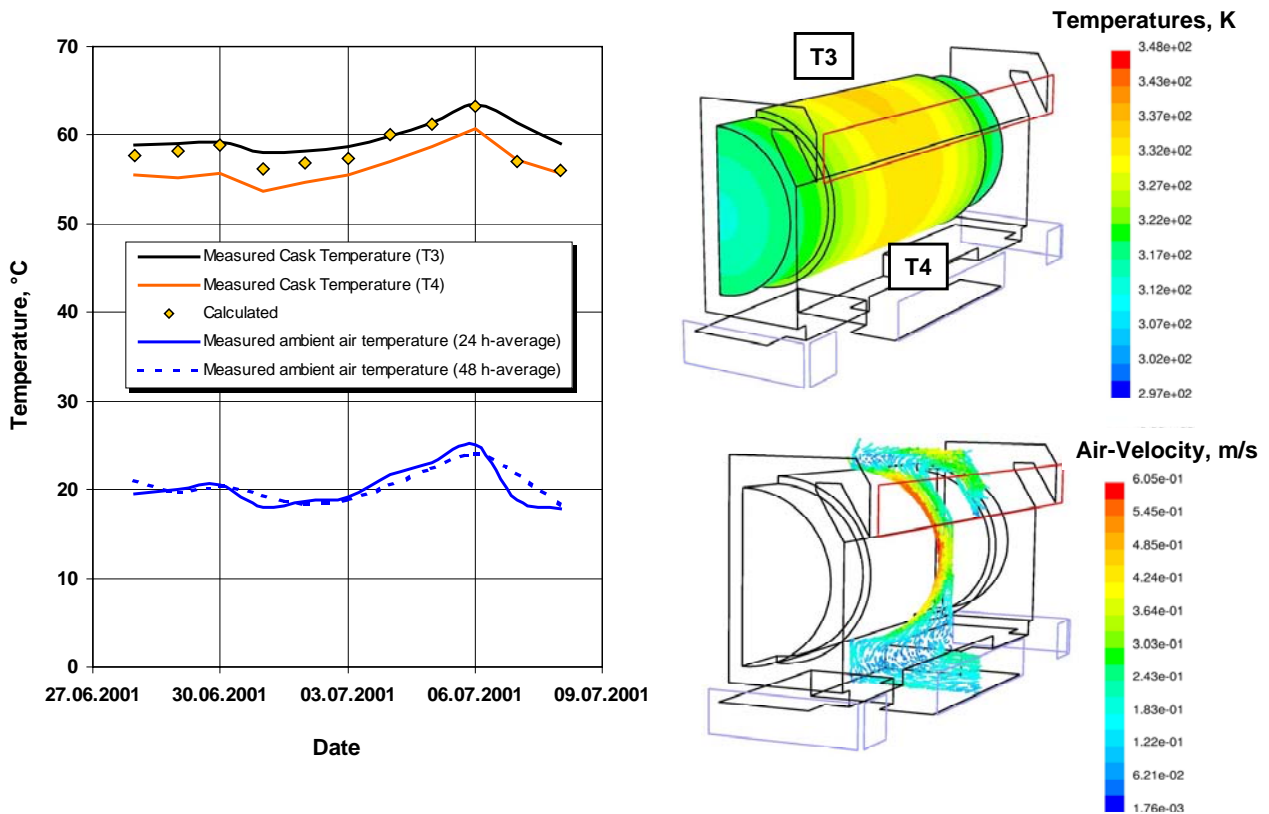 70
60
50
40
30
20
10
0
Temperature, °C
Measured Cask Temperature (T3)
Measured Cask Temperature (T4)
Calculated
Measured ambient air temperature (24 h-average)
Measured ambient air temperature (48 h-average)
27.06.2001 30.06.2001 03.07.2001 06.07.2001 09.07.2001
Date
Temperatures, K
T3
T4
3.48e+02
3.43e+02
3.37e+02
3.32e+02
3.27e+02
3.22e+02
3.17e+02
3.12e+02
3.07e+02
3.02e+02
2.97e+02
Air-Velocity, m/s
6.05e-01
5.45e-01
4.85e-01
4.24e-01
3.64e-01
3.03e-01
2.43e-01
1.83e-01
1.22e-01
6.21e-02
1.76e-03